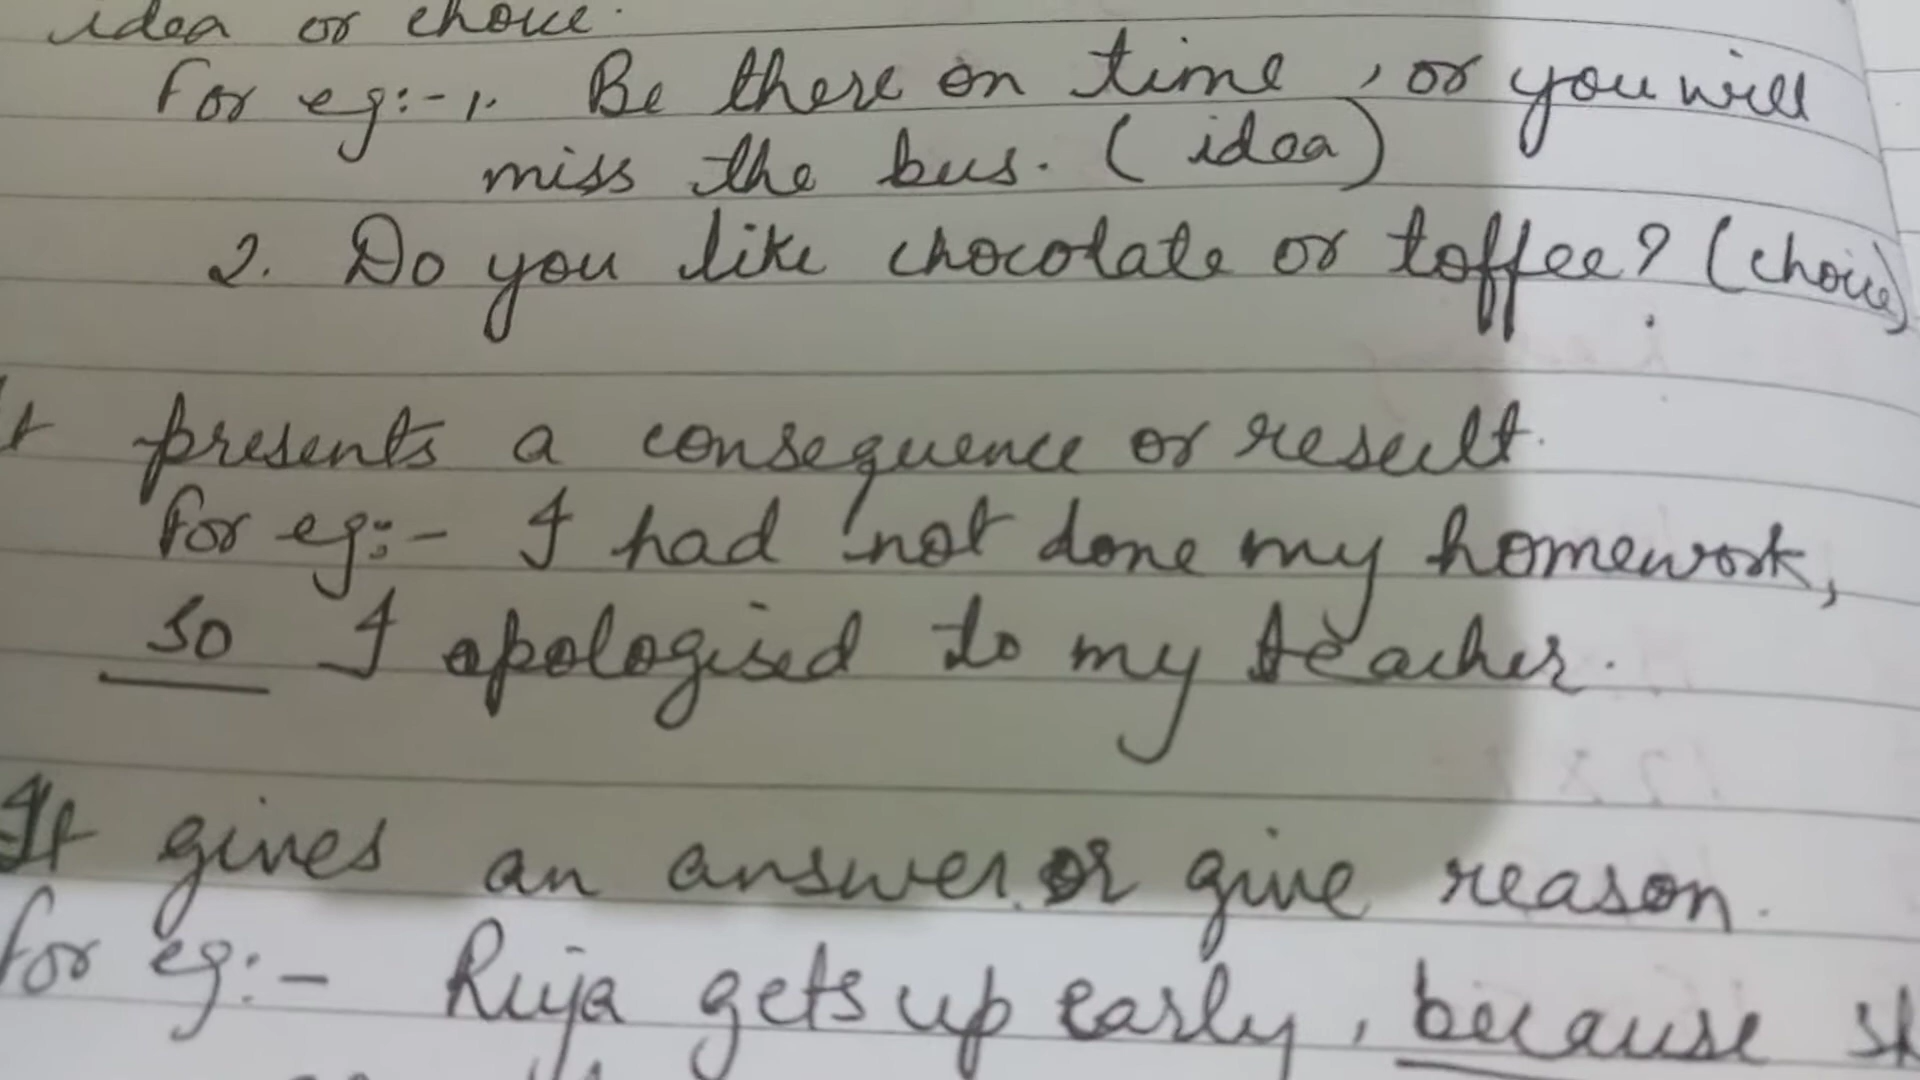 idea or choice.
For eg:- 1. Be there on time, or you will
miss the bus. (idea)
2. Do you like chocolate or toffee? (choice)
presents a consequence or result.
For eg:- I had not done my homework,
so I apologised to my teacher.
It gives an answer or give reason.
For eg:- Riya gets up early, because